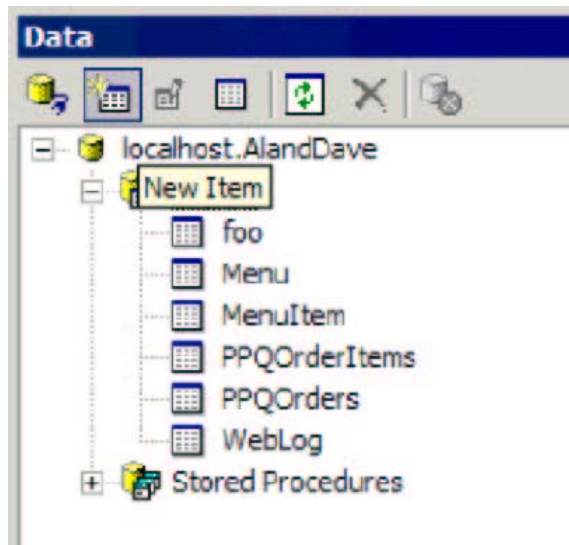 Data
localhost.AlandDave
New Item
foo
Menu
MenuItem
PPQOrderItems
PPQOrders
WebLog
Stored Procedures